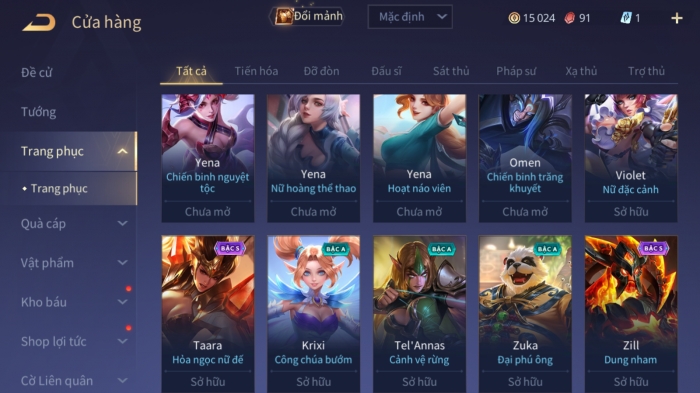 Cửa hàng
Đổi mảnh
Mặc định
15 024
91
1
Đề cử
Tướng
Trang phục
Trang phục
Quà cáp
Vật phẩm
Kho báu
Shop lợi tức
Cờ Liên quân
Tất cả
Tiến hóa
Đỡ đòn
Đấu sĩ
Sát thủ
Pháp sư
Xạ thủ
Trợ thủ
Yena
Chiến binh nguyệt
tộc
Chưa mở
Yena
Nữ hoàng thể thao
Chưa mở
Yena
Hoạt náo viên
Chưa mở
Omen
Chiến binh trăng
khuyết
Chưa mở
Violet
Nữ đặc cảnh
Sở hữu
BẬC S
Taara
Hỏa ngọc nữ đế
Sở hữu
BẬC A
Krixi
Công chúa bướm
Sở hữu
BẬC A
Tel'Annas
Cảnh vệ rừng
Sở hữu
BẬC A
Zuka
Đại phú ông
Sở hữu
BẬC S
Zill
Dung nham
Sở hữu